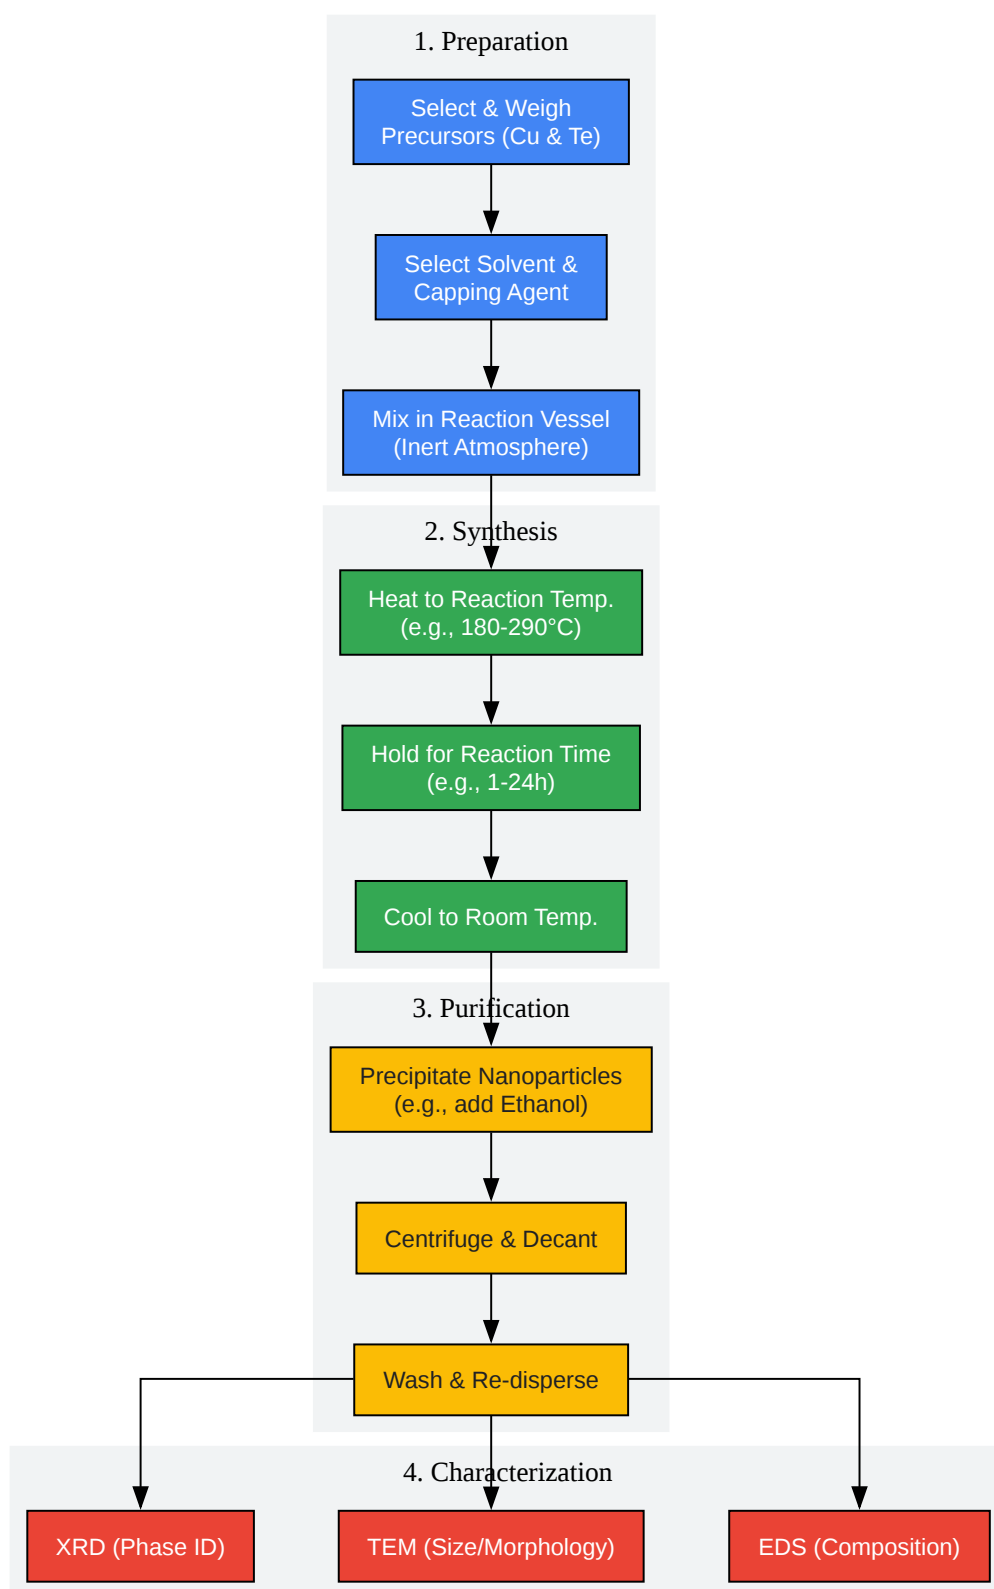 1. Preparation
Select & Weigh
Precursors (Cu & Te)
Select Solvent &
Capping Agent
Mix in Reaction Vessel
(Inert Atmosphere)
2. Synthesis
Heat to Reaction Temp.
(e.g., 180-290°C)
Hold for Reaction Time
(e.g., 1-24h)
Cool to Room Temp.
3. Purification
Precipitate Nanoparticles
(e.g., add Ethanol)
Centrifuge & Decant
Wash & Re-disperse
4. Characterization
XRD (Phase ID)
TEM (Size/Morphology)
EDS (Composition)